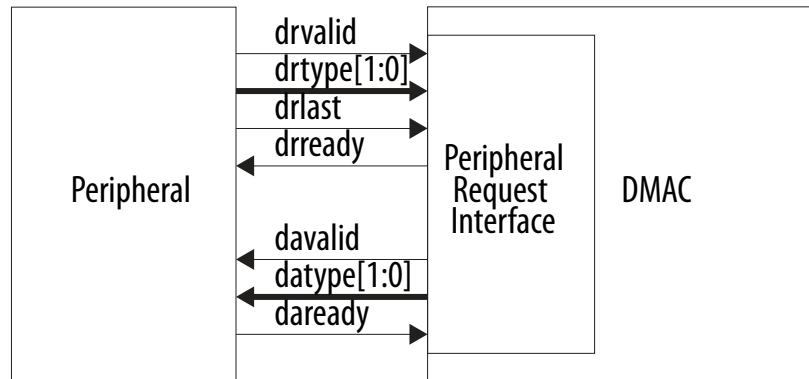 drvalid
drtype[1:0]
drlast
drready
Peripheral
Peripheral
Request
Interface
DMAC
davalid
datype[1:0]
daready